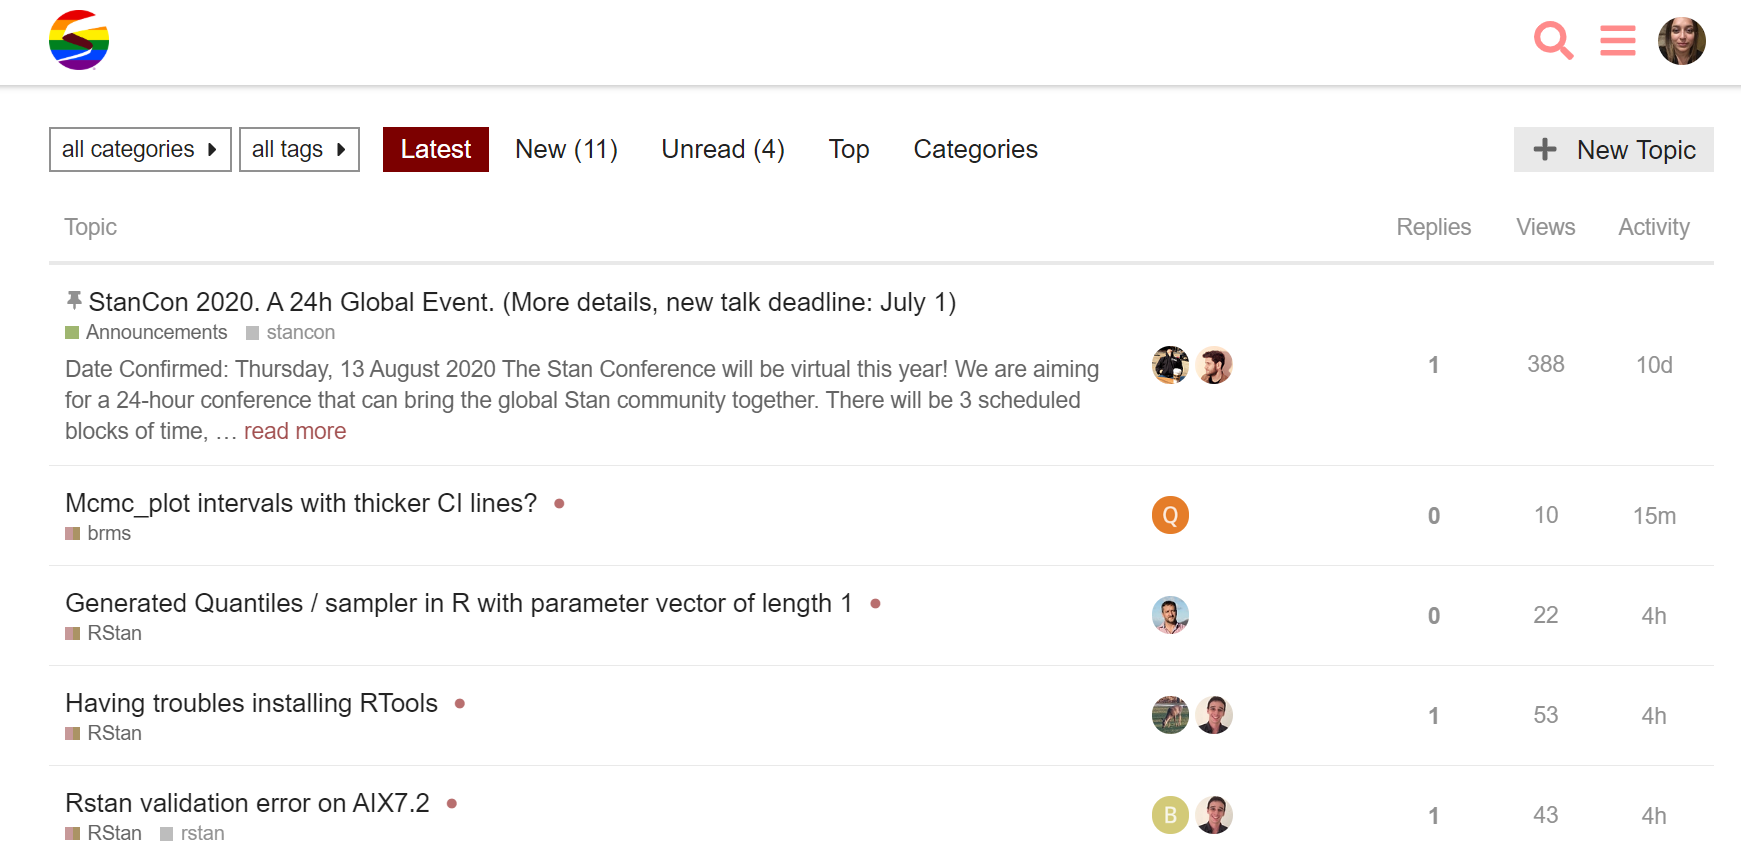 all categories all tags Latest New (11) Unread (4) Top Categories New Topic
Topic Replies Views Activity
StanCon 2020. A 24h Global Event. (More details, new talk deadline: July 1)
Announcements stancon
Date Confirmed: Thursday, 13 August 2020 The Stan Conference will be virtual this year! We are aiming
for a 24-hour conference that can bring the global Stan community together. There will be 3 scheduled
blocks of time, … read more
1 388 10d
Mcmc_plot intervals with thicker CI lines?
brms
Q 0 10 15m
Generated Quantiles / sampler in R with parameter vector of length 1
RStan
0 22 4h
Having troubles installing RTools
RStan
1 53 4h
Rstan validation error on AIX7.2
RStan rstan
B 1 43 4h